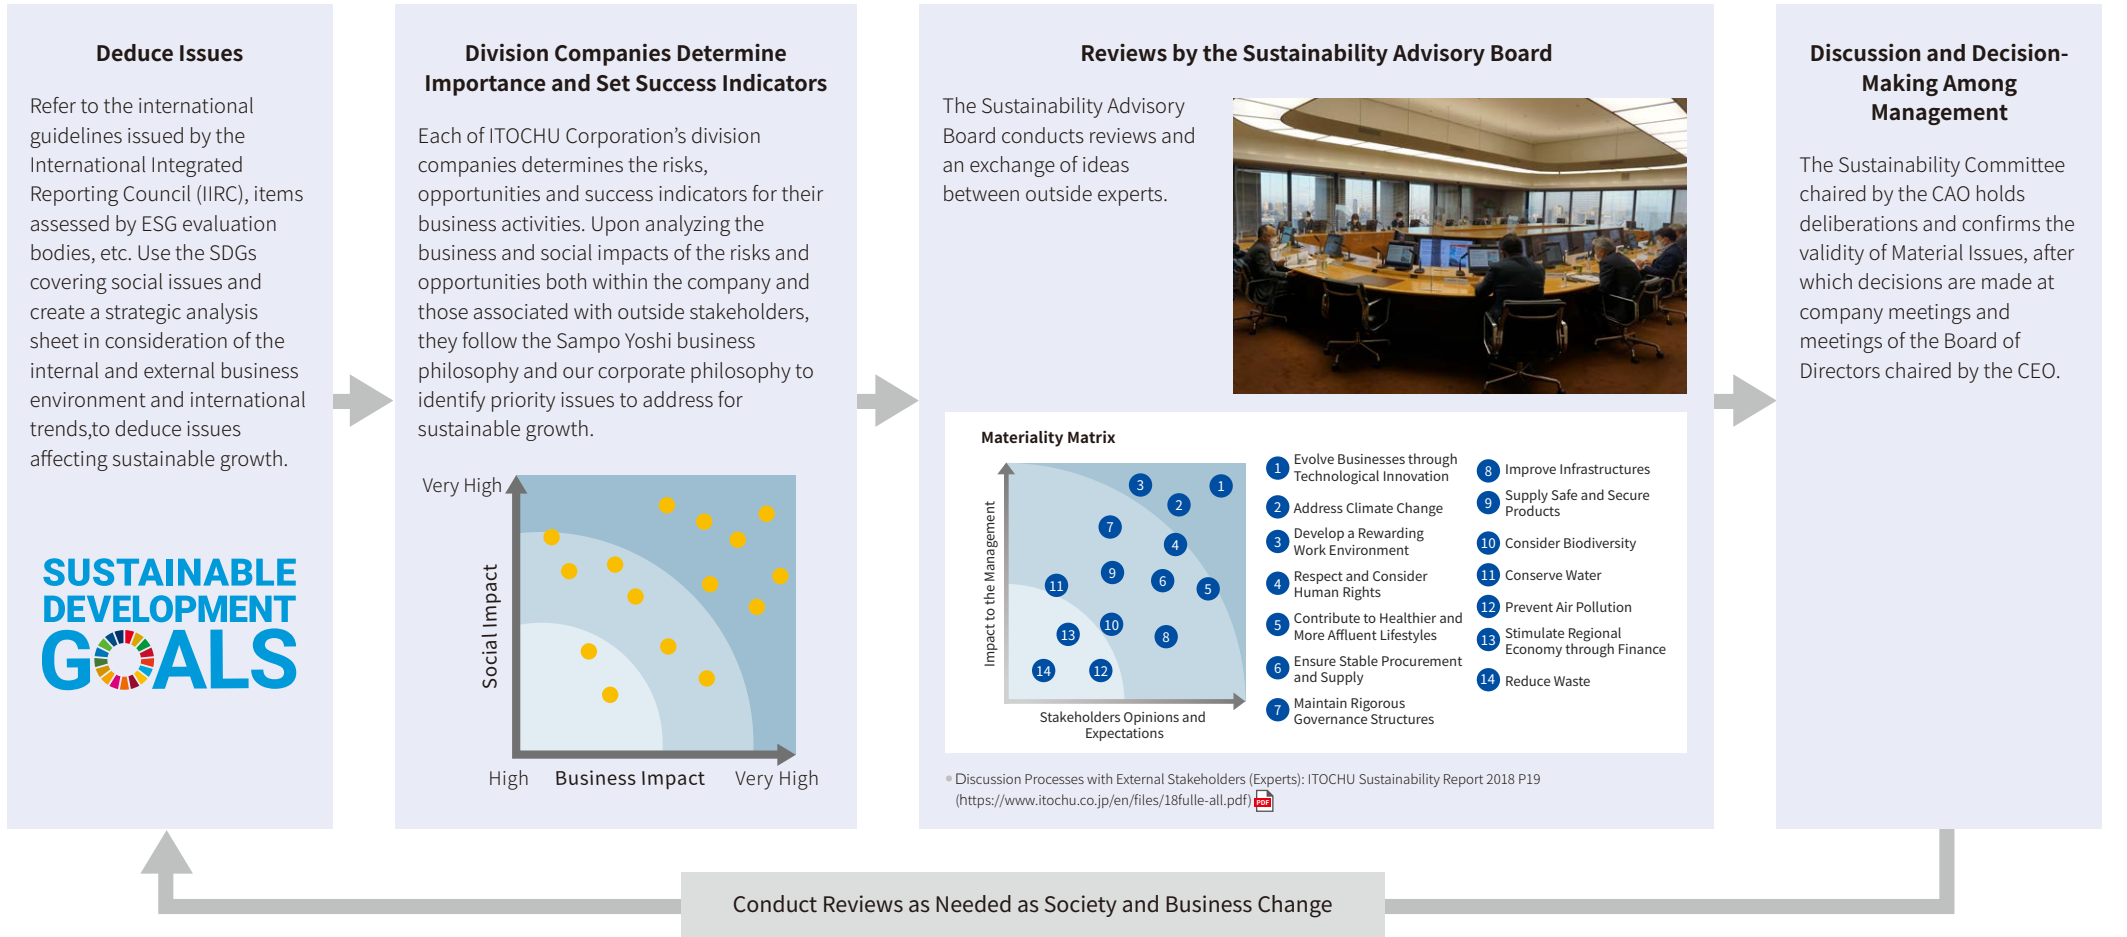 Deduce Issues
Refer to the international
guidelines issued by the
International Integrated
Reporting Council (IIRC), items
assessed by ESG evaluation
bodies, etc. Use the SDGs
covering social issues and
create a strategic analysis
sheet in consideration of the
internal and external business
environment and international
trends,to deduce issues
affecting sustainable growth.
SUSTAINABLE
DEVELOPMENT
GOALS
Division Companies Determine
Importance and Set Success Indicators
Each of ITOCHU Corporation’s division
companies determines the risks,
opportunities and success indicators for their
business activities. Upon analyzing the
business and social impacts of the risks and
opportunities both within the company and
those associated with outside stakeholders,
they follow the Sampo Yoshi business
philosophy and our corporate philosophy to
identify priority issues to address for
sustainable growth.
Very High
Social Impact
High Business Impact Very High
Reviews by the Sustainability Advisory Board
The Sustainability Advisory
Board conducts reviews and
an exchange of ideas
between outside experts.
Materiality Matrix
Impact to the Management
3 1
2
7
4
9
6
11 5
10
13 8
14 12
Stakeholders Opinions and
Expectations
1 Evolve Businesses through
Technological Innovation
2 Address Climate Change
3 Develop a Rewarding
Work Environment
4 Respect and Consider
Human Rights
5 Contribute to Healthier and
More Affluent Lifestyles
6 Ensure Stable Procurement
and Supply
7 Maintain Rigorous
Governance Structures
8 Improve Infrastructures
9 Supply Safe and Secure
Products
10 Consider Biodiversity
11 Conserve Water
12 Prevent Air Pollution
13 Stimulate Regional
Economy through Finance
14 Reduce Waste
Discussion Processes with External Stakeholders (Experts): ITOCHU Sustainability Report 2018 P19
(https://www.itochu.co.jp/en/files/18fulle-all.pdf) PDF
Discussion and Decision-
Making Among
Management
The Sustainability Committee
chaired by the CAO holds
deliberations and confirms the
validity of Material Issues, after
which decisions are made at
company meetings and
meetings of the Board of
Directors chaired by the CEO.
Conduct Reviews as Needed as Society and Business Change